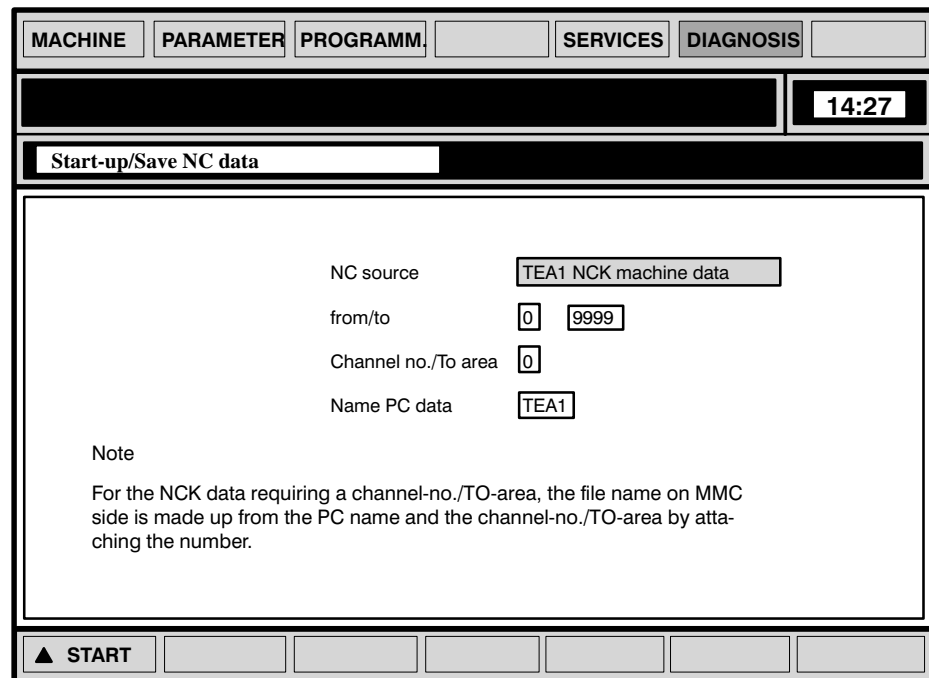 MACHINE PARAMETER PROGRAMM. SERVICES DIAGNOSIS
14:27
Start-up/Save NC data
NC source TEA1 NCK machine data
from/to 0 9999
Channel no./To area 0
Name PC data TEA1
Note
For the NCK data requiring a channel-no./TO-area, the file name on MMC
side is made up from the PC name and the channel-no./TO-area by atta-
ching the number.
▲ START